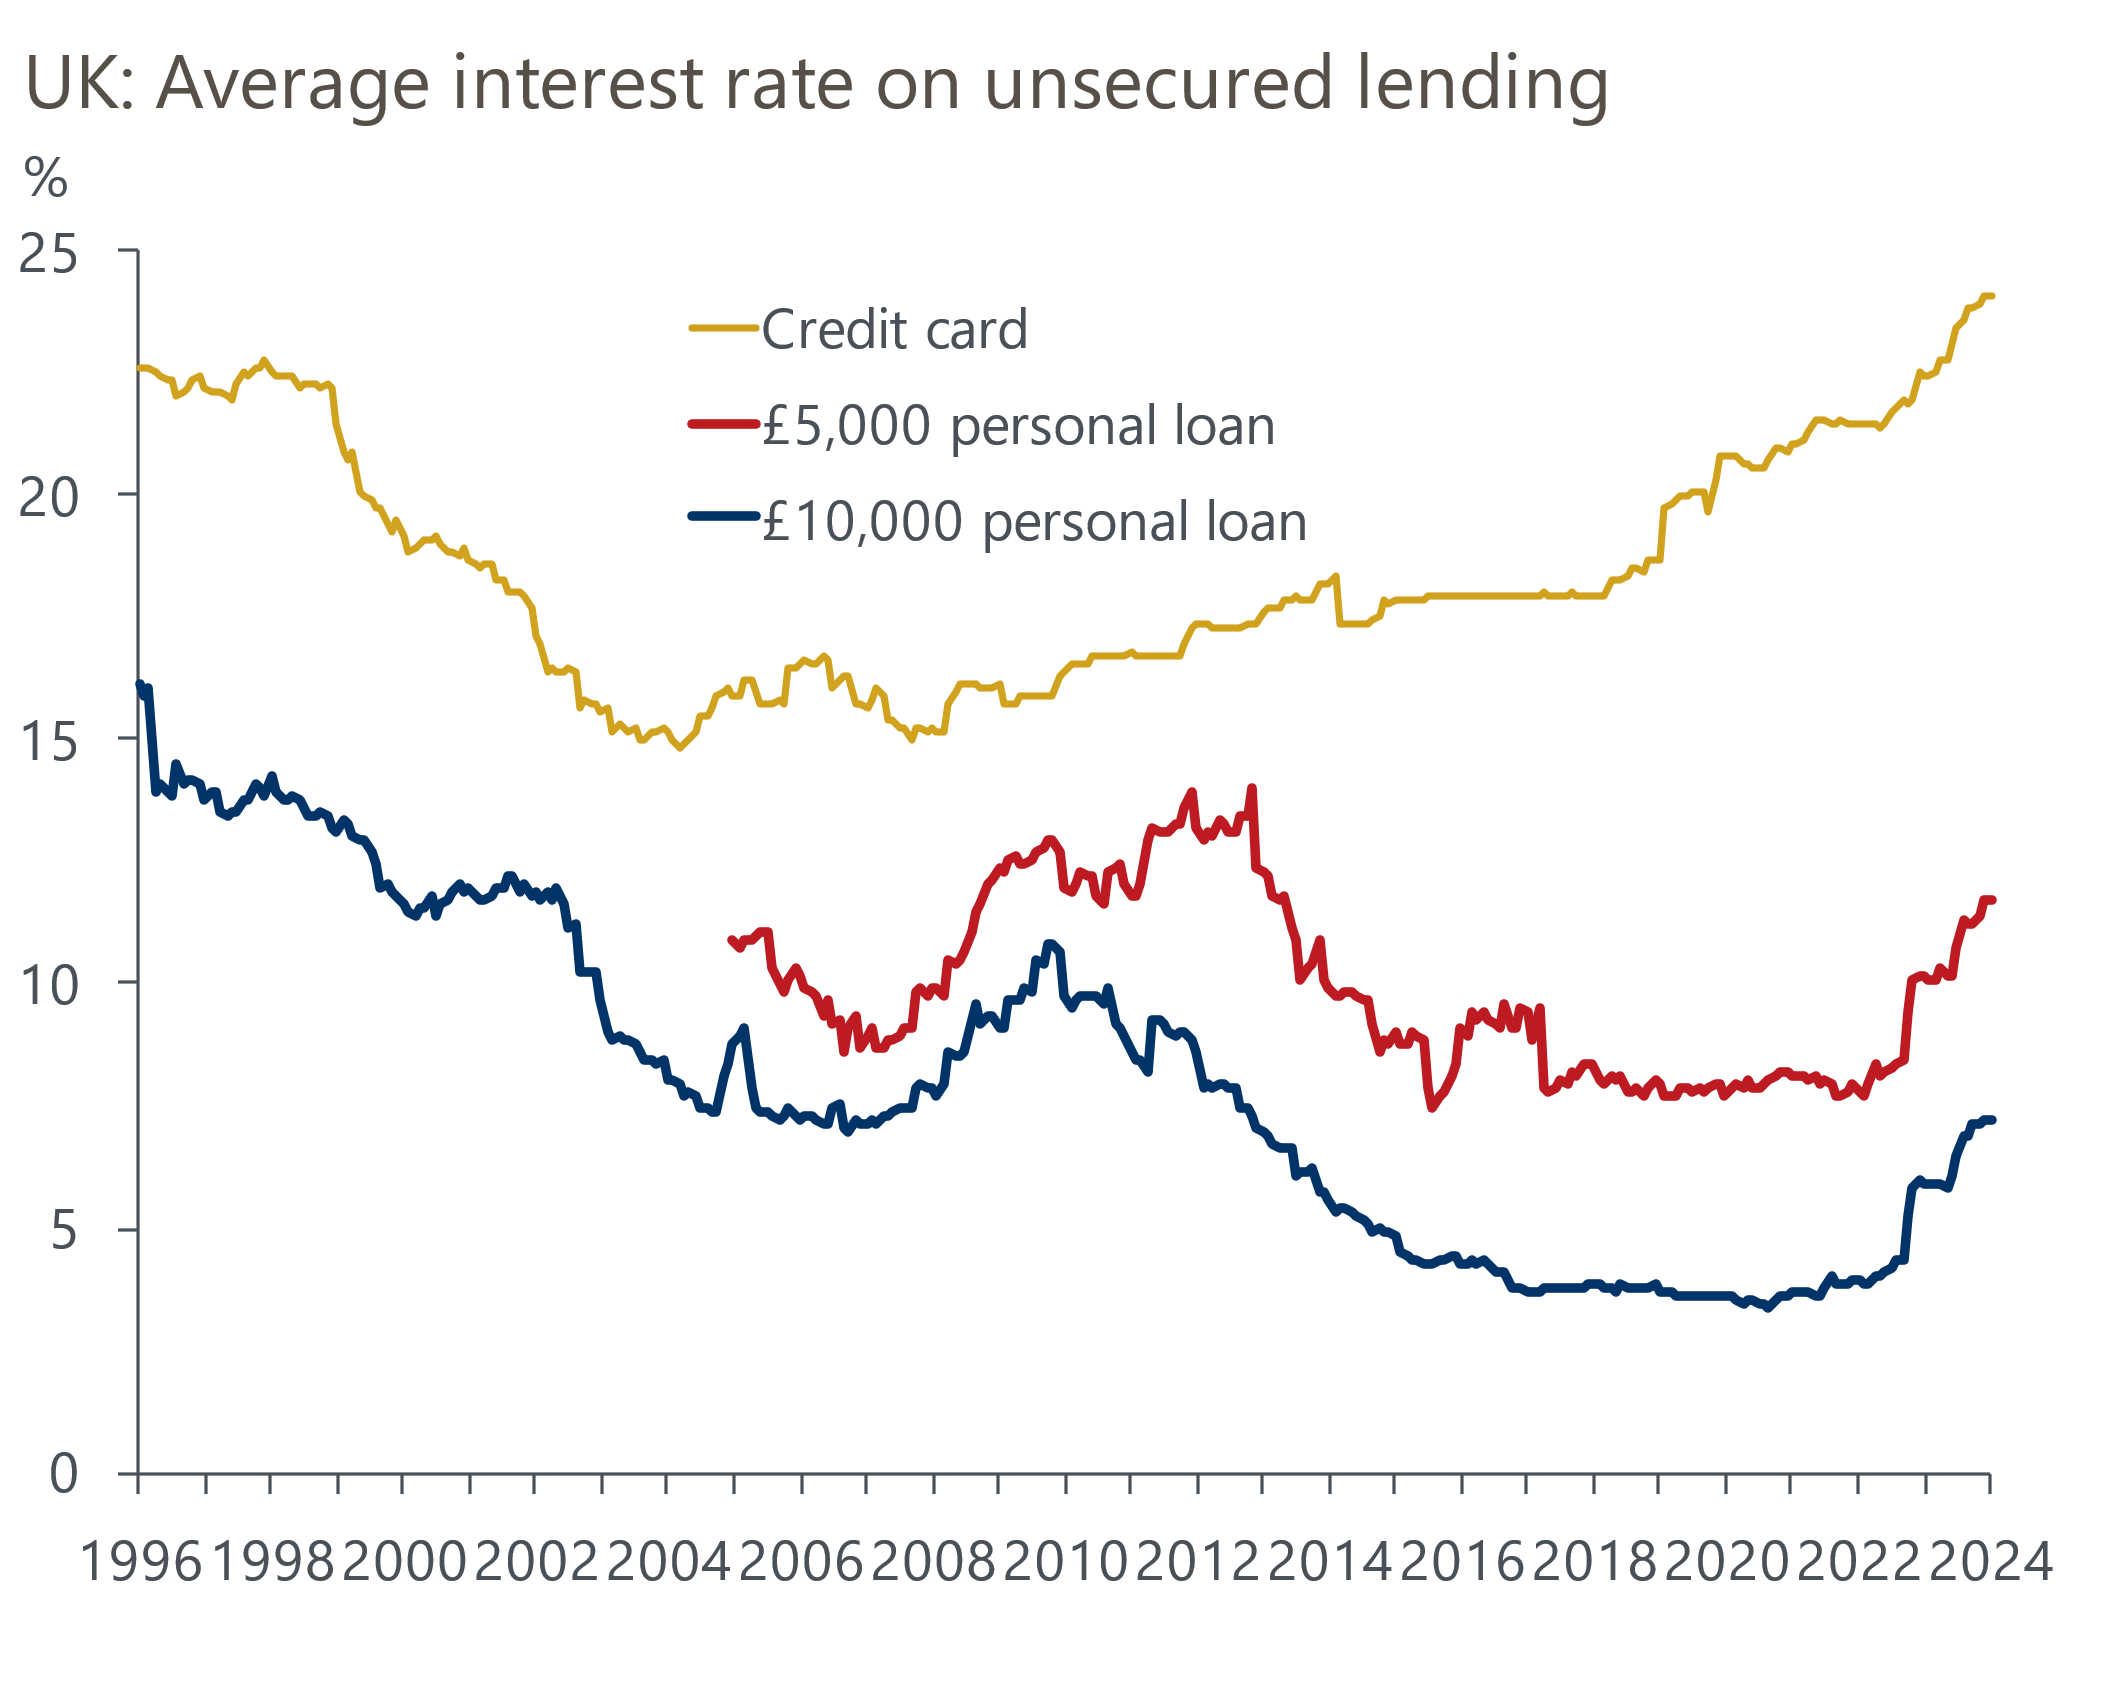 UK: Average interest rate on unsecured lending
%
25
Credit card
£5,000 personal loan
20
£10,000 personal loan
15
10
5
0
1996 1998 2000 2002 2004 2006 2008 2010 2012 2014 2016 2018 2020 2022 2024